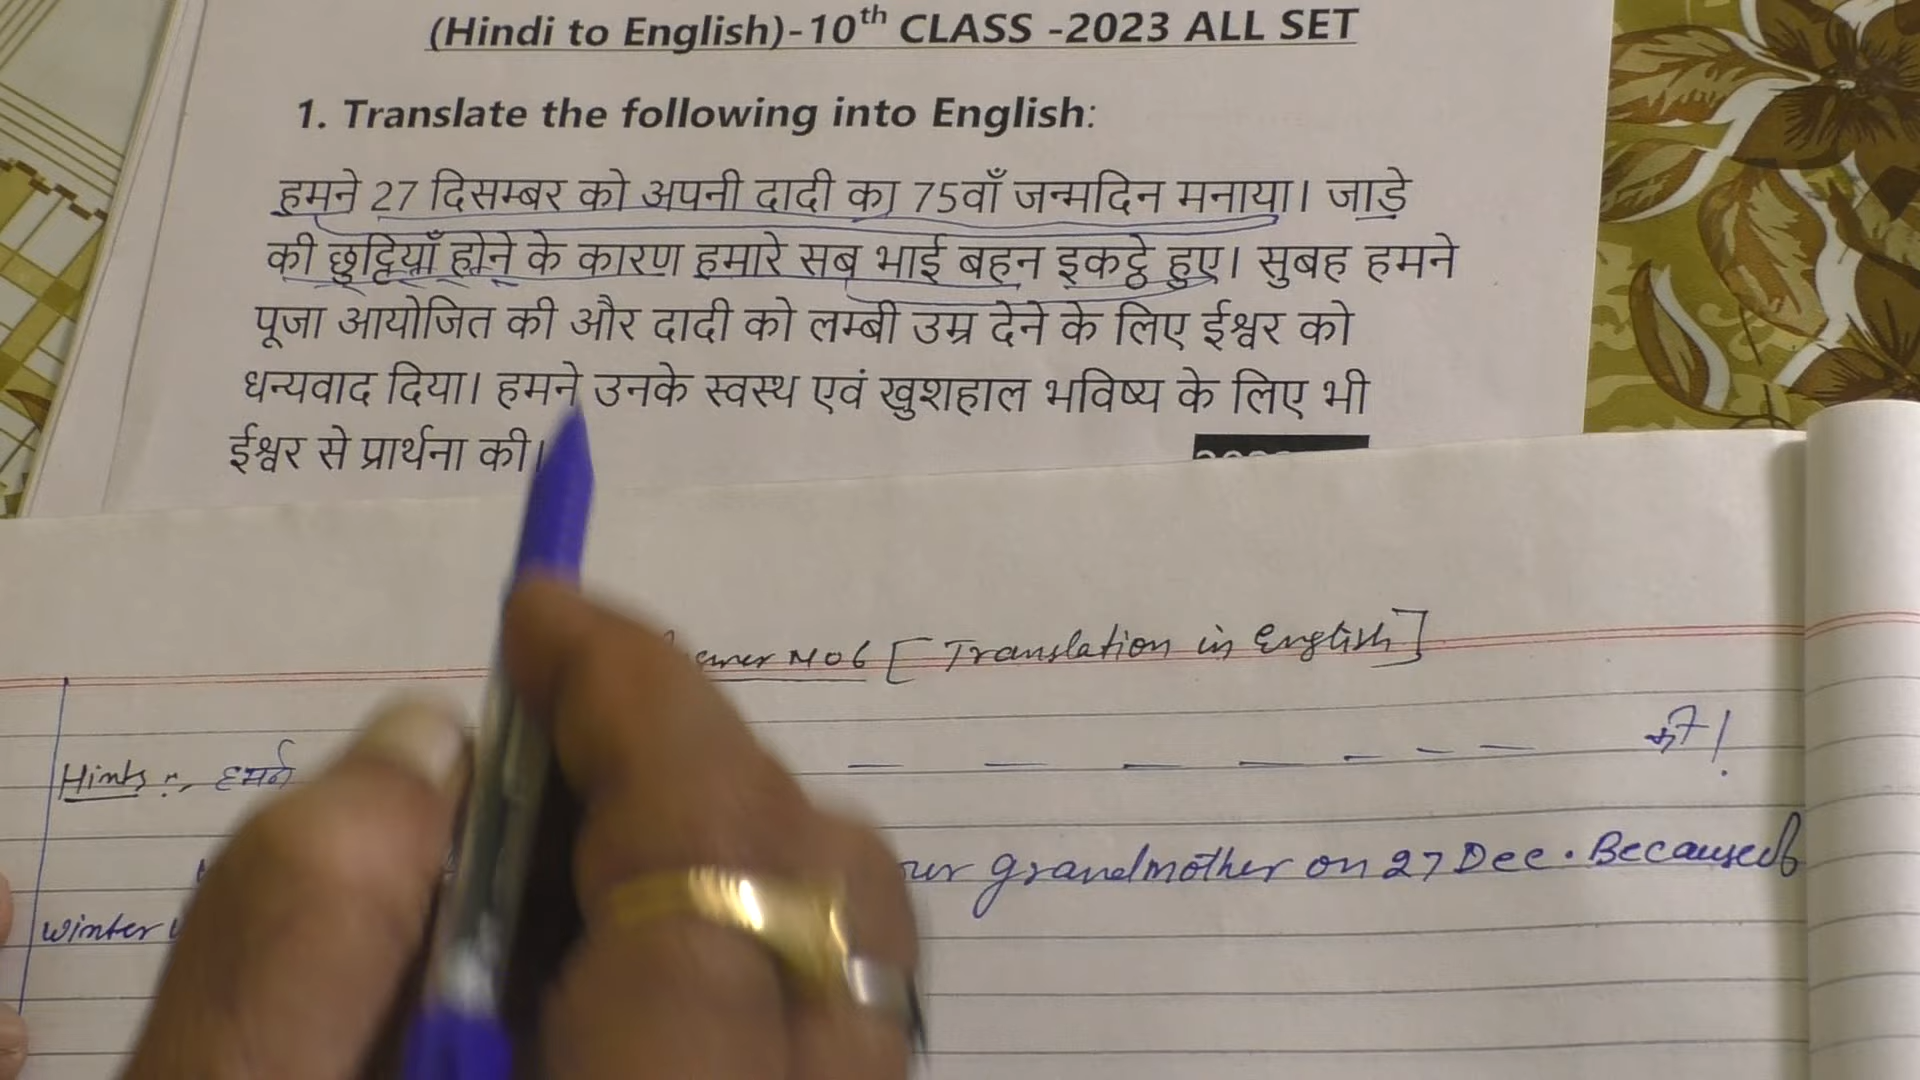 (Hindi to English)-10th CLASS -2023 ALL SET
1. Translate the following into English:
हमने 27 दिसम्बर को अपनी दादी का 75वाँ जन्मदिन मनाया। जाड़े
की छुट्टियाँ होने के कारण हमारे सब भाई बहन इकट्ठे हुए। सुबह हमने
पूजा आयोजित की और दादी को लम्बी उम्र देने के लिए ईश्वर को
धन्यवाद दिया। हमने उनके स्वस्थ एवं खुशहाल भविष्य के लिए भी
ईश्वर से प्रार्थना की।
NO 6 [Translation in English]
Hints :- हमने की।
grandmother on 27 Dec. Because of
winter